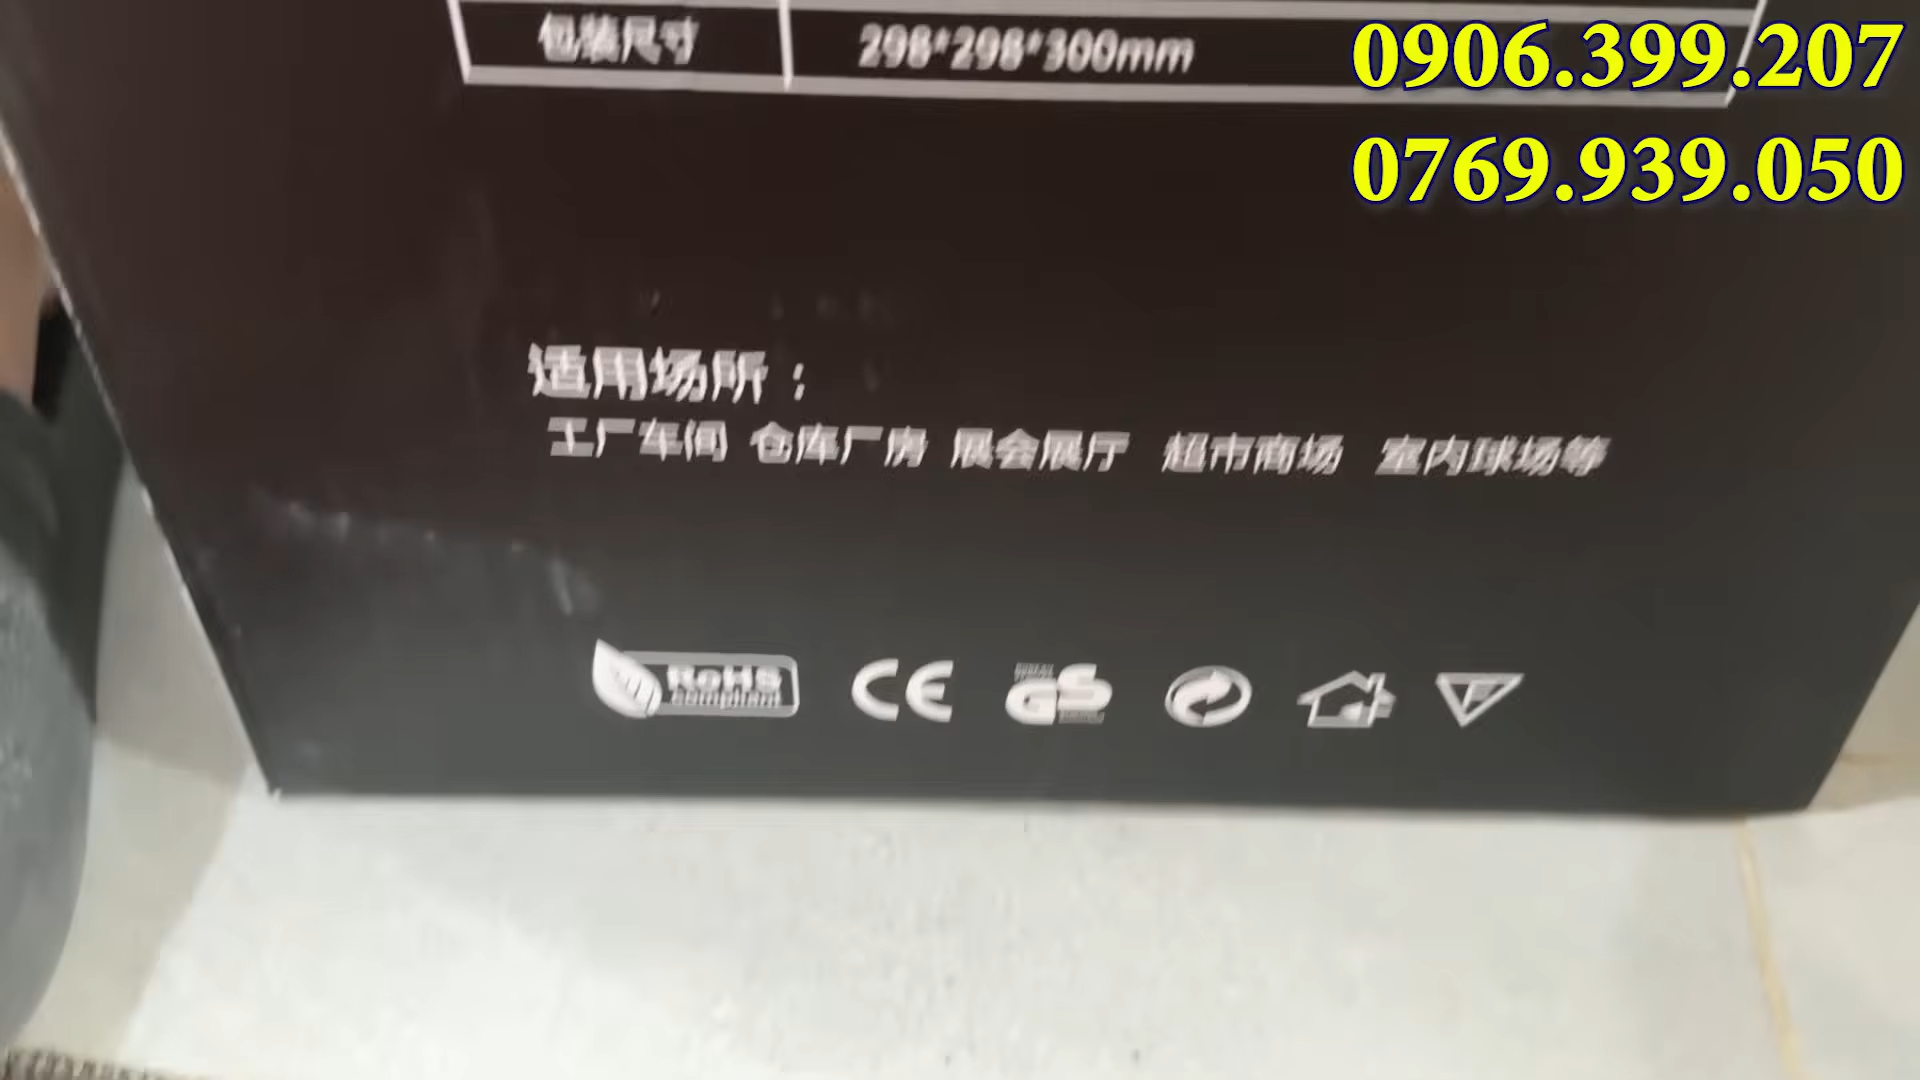 包装尺寸 298*298*300mm
0906.399.207
0769.939.050
适用场所：
工厂车间 仓库厂房 展会展厅 超市商场 室内球场等
RoHS
compliant
CE
GS
F